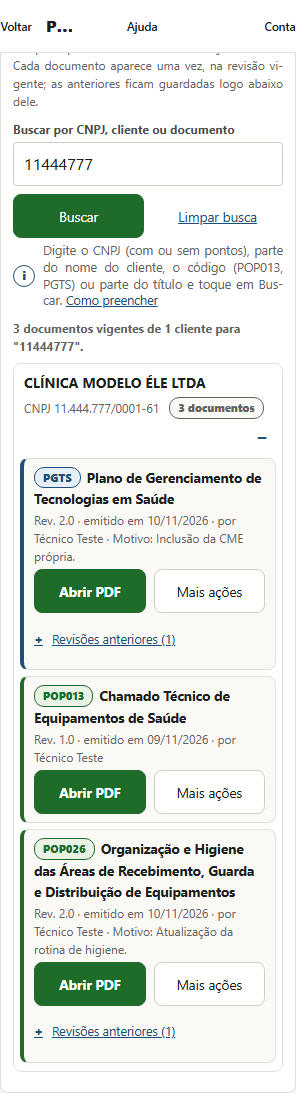 Voltar P... Ajuda Conta
Cada documento aparece uma vez, na revisão vi-
gente; as anteriores ficam guardadas logo abaixo
dele.
Buscar por CNPJ, cliente ou documento
11444777
Buscar Limpar busca
Digite o CNPJ (com ou sem pontos), parte
do nome do cliente, o código (POP013,
PGTS) ou parte do título e toque em Bus-
car. Como preencher
3 documentos vigentes de 1 cliente para
"11444777".
CLÍNICA MODELO ÉLE LTDA
CNPJ 11.444.777/0001-61 3 documentos
−
PGTS Plano de Gerenciamento de
Tecnologias em Saúde
Rev. 2.0 · emitido em 10/11/2026 · por
Técnico Teste · Motivo: Inclusão da CME
própria.
Abrir PDF Mais ações
+ Revisões anteriores (1)
POP013 Chamado Técnico de
Equipamentos de Saúde
Rev. 1.0 · emitido em 09/11/2026 · por
Técnico Teste
Abrir PDF Mais ações
POP026 Organização e Higiene
das Áreas de Recebimento, Guarda
e Distribuição de Equipamentos
Rev. 2.0 · emitido em 10/11/2026 · por
Técnico Teste · Motivo: Atualização da
rotina de higiene.
Abrir PDF Mais ações
+ Revisões anteriores (1)